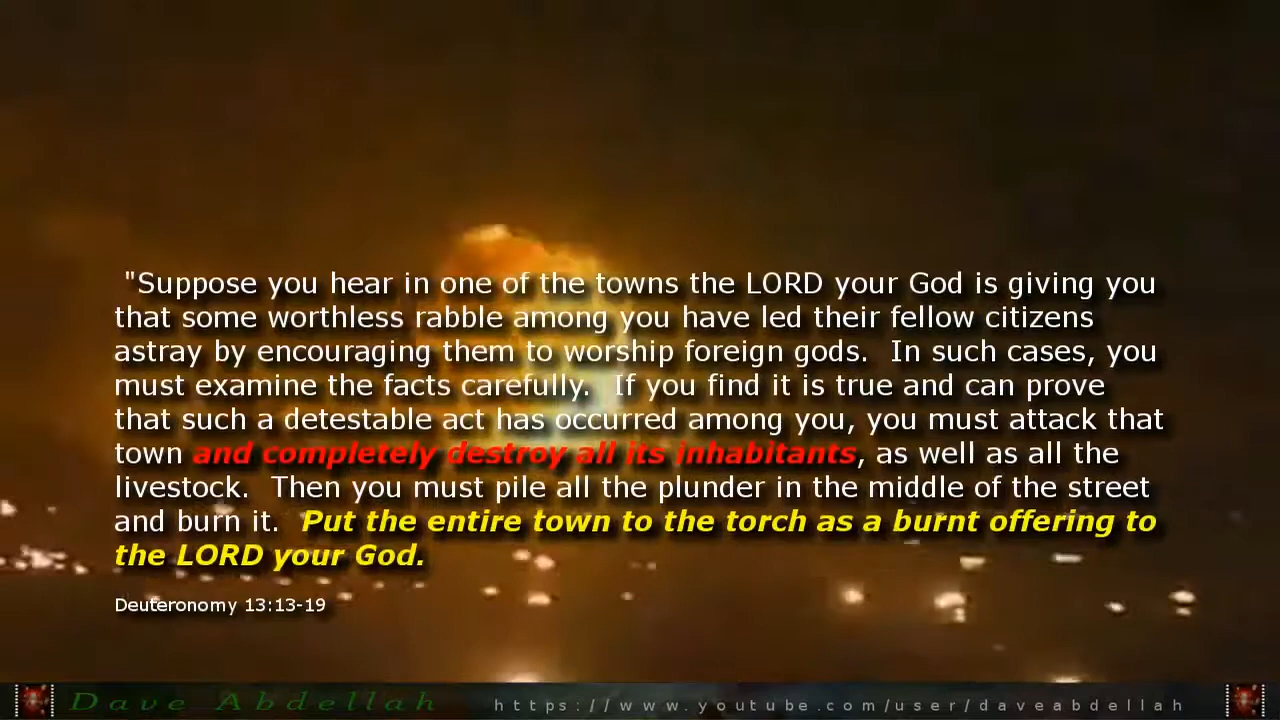 "Suppose you hear in one of the towns the LORD your God is giving you
that some worthless rabble among you have led their fellow citizens
astray by encouraging them to worship foreign gods.  In such cases, you
must examine the facts carefully.  If you find it is true and can prove
that such a detestable act has occurred among you, you must attack that
town and completely destroy all its inhabitants, as well as all the
livestock.  Then you must pile all the plunder in the middle of the street
and burn it.  Put the entire town to the torch as a burnt offering to
the LORD your God.
Deuteronomy 13:13-19
Dave Abdellah https://www.youtube.com/user/daveabdellah